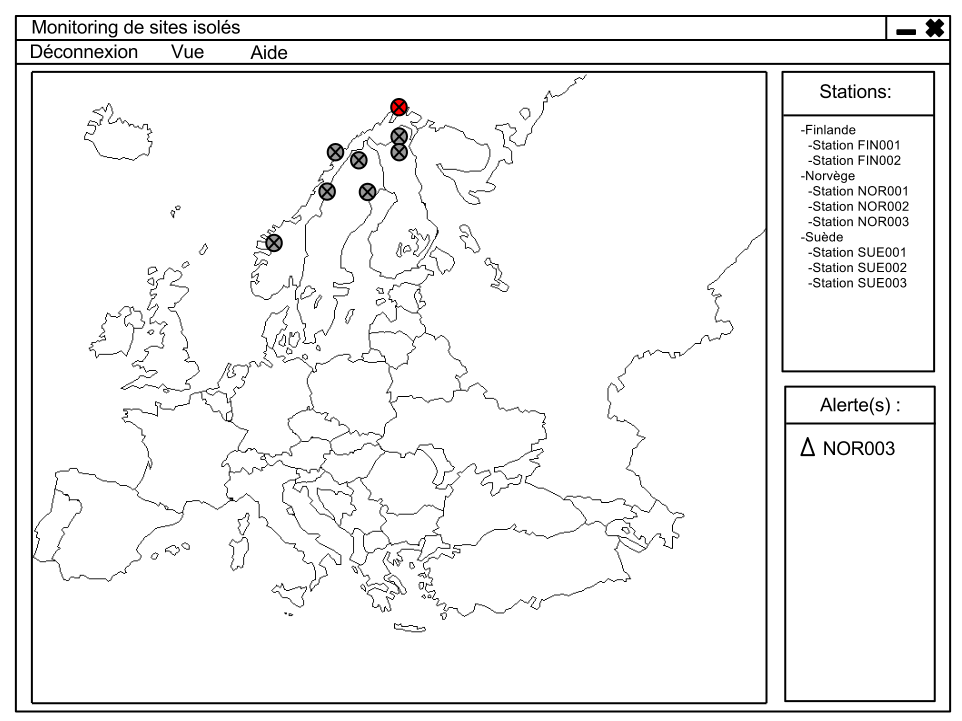 Monitoring de sites isolés
Déconnexion Vue Aide
Stations:
-Finlande
-Station FIN001
-Station FIN002
-Norvège
-Station NOR001
-Station NOR002
-Station NOR003
-Suède
-Station SUE001
-Station SUE002
-Station SUE003
Alerte(s) :
NOR003